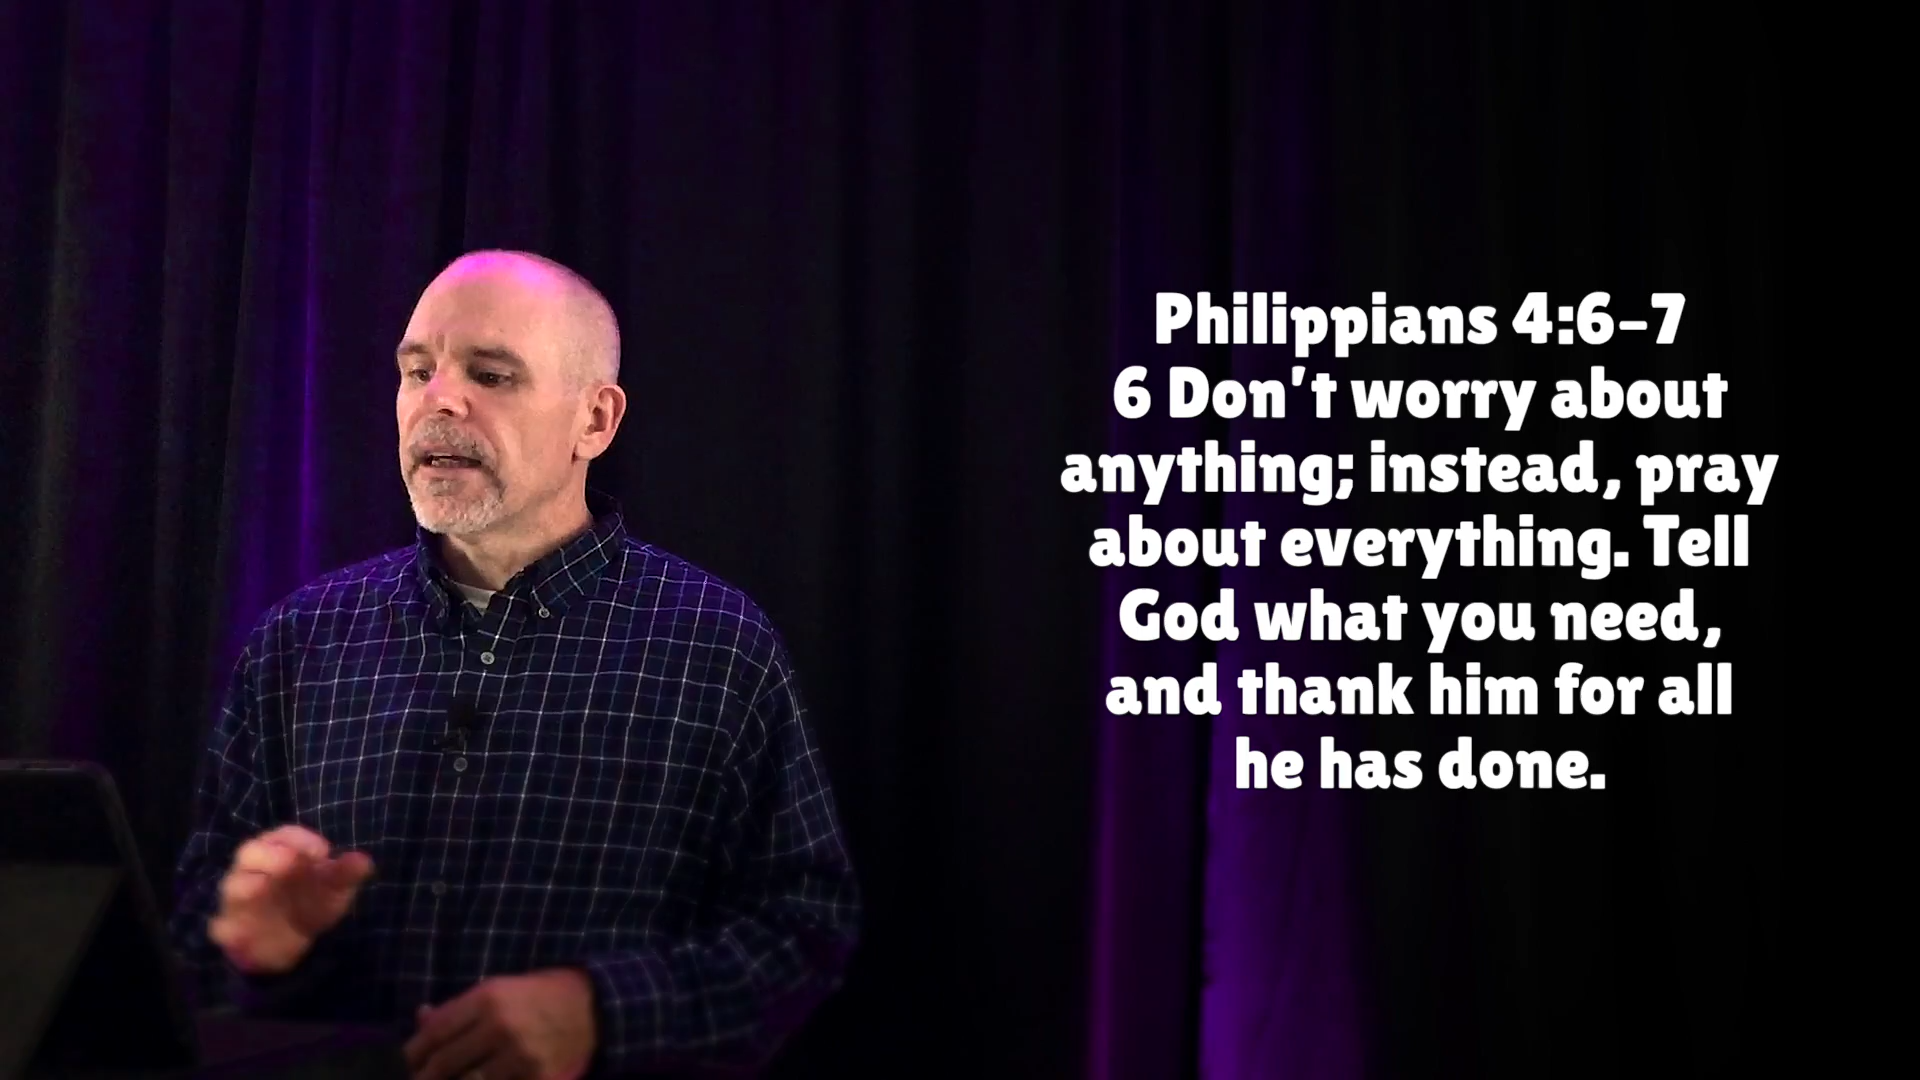 Philippians 4:6-7
6 Don't worry about
anything; instead, pray
about everything. Tell
God what you need,
and thank him for all
he has done.